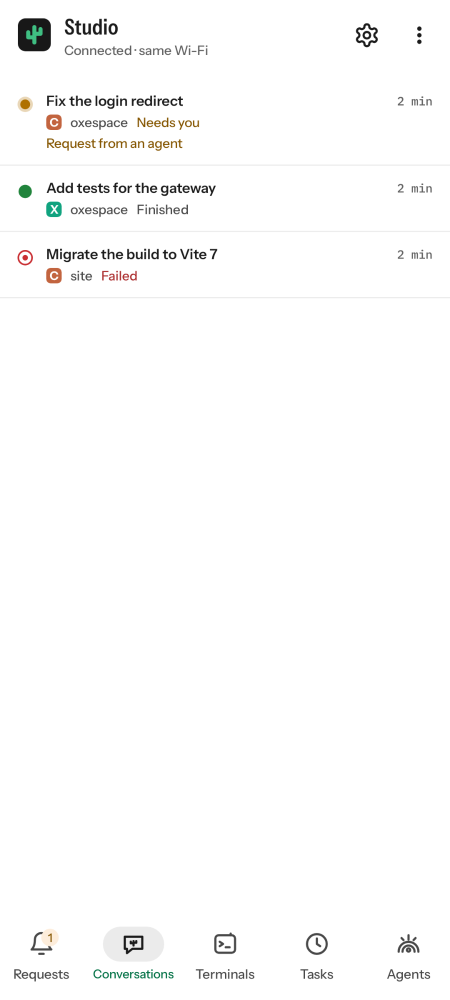 Studio
Connected · same Wi-Fi
Fix the login redirect 2 min
C oxespace Needs you
Request from an agent
Add tests for the gateway 2 min
X oxespace Finished
Migrate the build to Vite 7 2 min
C site Failed
1
Requests Conversations Terminals Tasks Agents